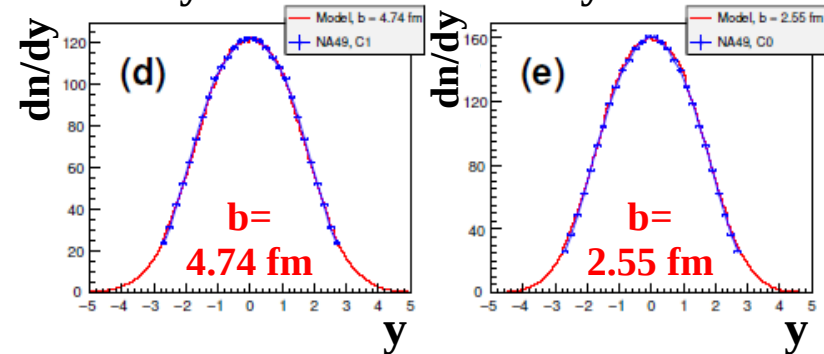 Model, b = 4.74 fm
NA49, C1
(d)
dn/dy
120
100
80
60
40
20
0
b=
4.74 fm
−5 −4 −3 −2 −1 0 1 2 3 4 5
y
Model, b = 2.55 fm
NA49, C0
(e)
dn/dy
160
120
80
40
0
b=
2.55 fm
−5 −4 −3 −2 −1 0 1 2 3 4 5
y